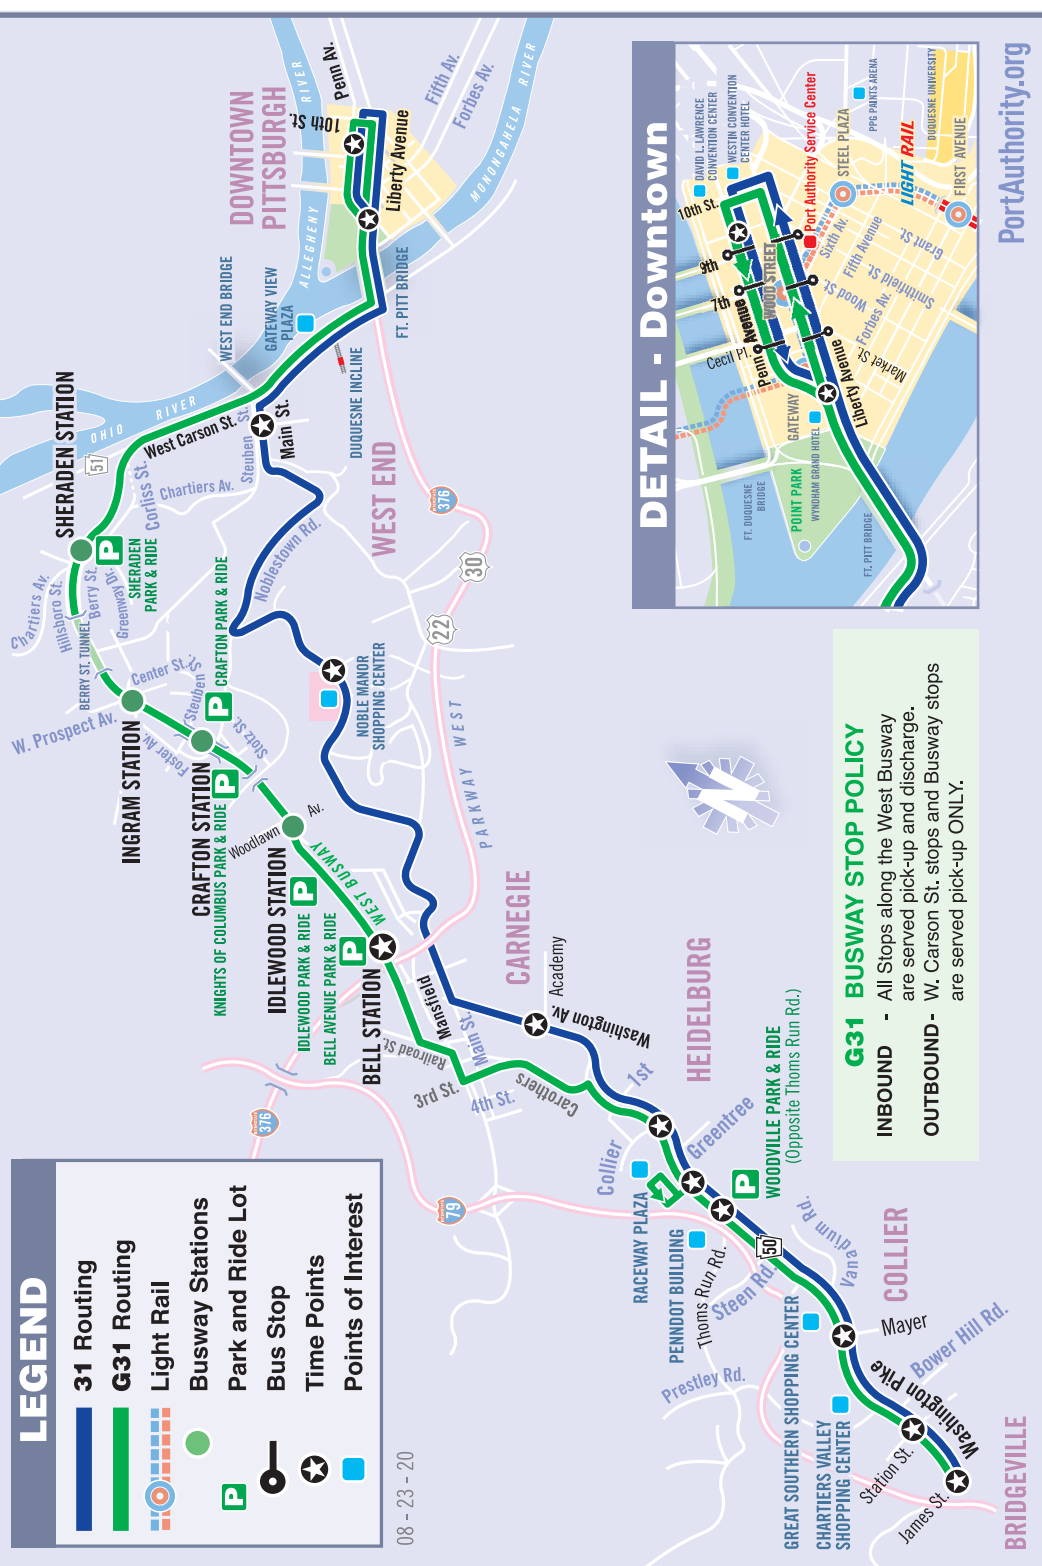 LEGEND
31 Routing
G31 Routing
Light Rail
Busway Stations
P
Park and Ride Lot
Bus Stop
Time Points
Points of Interest
08 - 23 - 20
BRIDGEVILLE
James St.
Station St.
Washington Pike
Bower Hill Rd.
Mayer
CHARTIERS VALLEY
SHOPPING CENTER
GREAT SOUTHERN SHOPPING CENTER
COLLIER
Vanadium Rd.
Prestley Rd.
Steen Rd.
50
Thoms Run Rd.
PENNDOT BUILDING
RACEWAY PLAZA
P
WOODVILLE PARK & RIDE
(Opposite Thoms Run Rd.)
Greentree
Collier
1st
HEIDELBURG
79
376
Carothers
4th St.
3rd St.
Railroad St.
Main St.
Mansfield
Washington Av.
Academy
CARNEGIE
BELL STATION
P
BELL AVENUE PARK & RIDE
IDLEWOOD PARK & RIDE
P
IDLEWOOD STATION
WEST BUSWAY
Woodlawn
Av.
KNIGHTS OF COLUMBUS PARK & RIDE
P
CRAFTON STATION
P
CRAFTON PARK & RIDE
Stotz St.
Steuben
St.
Foster Av.
INGRAM STATION
Center St.
W. Prospect Av.
BERRY ST. TUNNEL
Greenway Dr.
Berry St.
Hillsboro St.
Chartiers Av.
SHERADEN STATION
P
SHERADEN
PARK & RIDE
Corliss St.
51
Chartiers Av.
OHIO
RIVER
West Carson St.
Steuben
St.
Main St.
Noblestown Rd.
NOBLE MANOR
SHOPPING CENTER
PARKWAY WEST
22
30
376
WEST END
WEST END BRIDGE
DUQUESNE INCLINE
GATEWAY VIEW
PLAZA
FT. PITT BRIDGE
DOWNTOWN
PITTSBURGH
ALLEGHENY
RIVER
10th St.
Penn Av.
Liberty Avenue
Fifth Av.
Forbes Av.
MONONGAHELA RIVER
DETAIL - Downtown
FT. DUQUESNE
BRIDGE
POINT PARK
WYNDHAM GRAND HOTEL
FT. PITT BRIDGE
GATEWAY
Cecil Pl.
Penn Avenue
7th
9th
10th St.
DAVID L. LAWRENCE
CONVENTION CENTER
WESTIN CONVENTION
CENTER HOTEL
WOOD STREET
Liberty Avenue
Market St.
Forbes Av.
Wood St.
Smithfield St.
Fifth Avenue
Sixth Av.
Grant St.
Port Authority Service Center
STEEL PLAZA
PPG PAINTS ARENA
LIGHT RAIL
DUQUESNE UNIVERSITY
FIRST AVENUE
N
G31 BUSWAY STOP POLICY
INBOUND - All Stops along the West Busway
are served pick-up and discharge.
OUTBOUND - W. Carson St. stops and Busway stops
are served pick-up ONLY.
PortAuthority.org